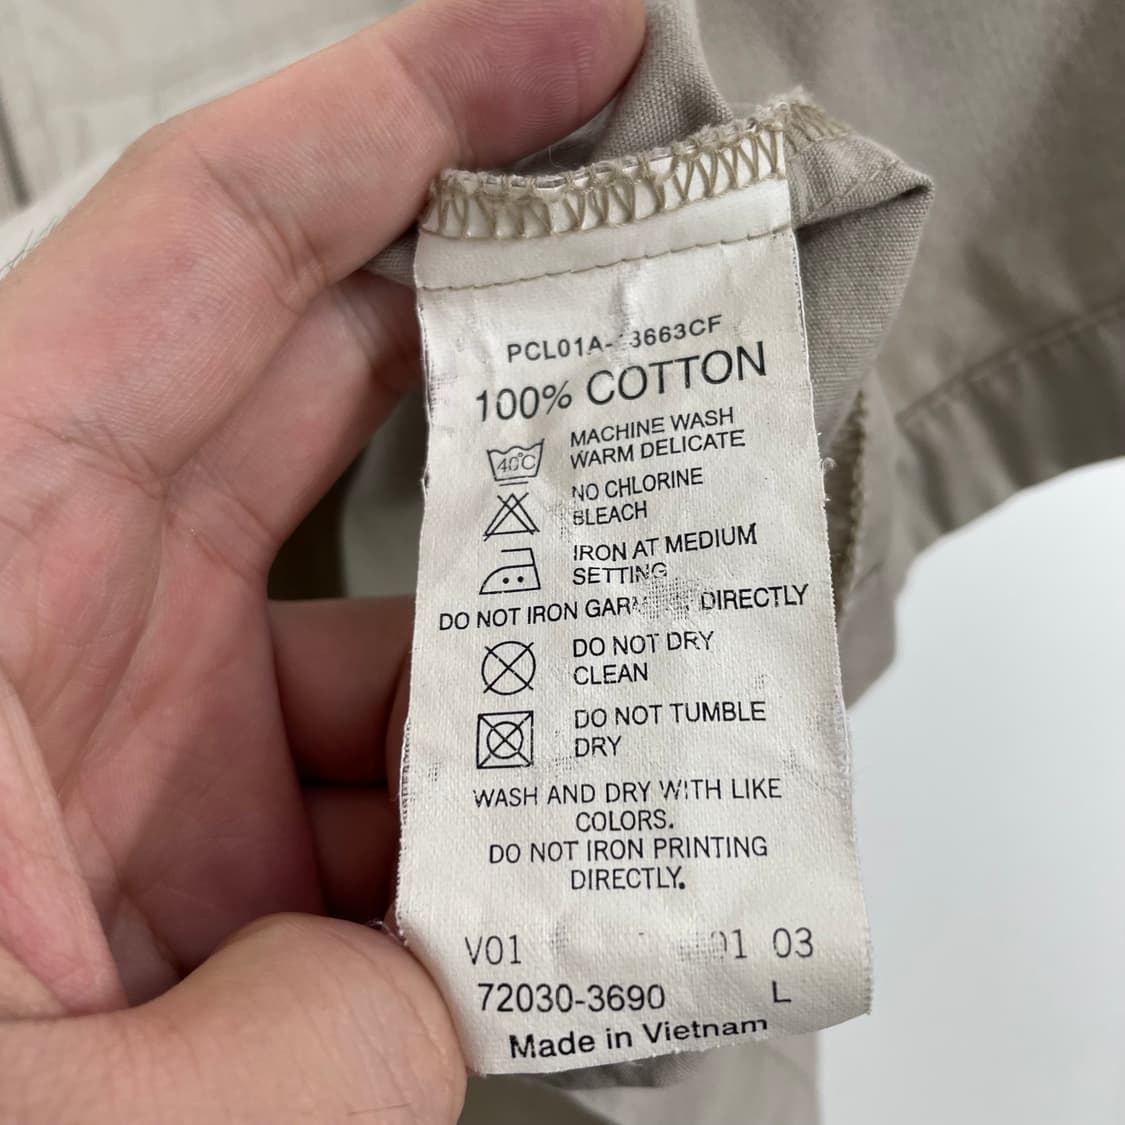 100% COTTON
40°C
MACHINE WASH
WARM DELICATE
NO CHLORINE
BLEACH
IRON AT MEDIUM
SETTING
DO NOT IRON DIRECTLY
DO NOT DRY
CLEAN
DO NOT TUMBLE
DRY
WASH AND DRY WITH LIKE
COLORS.
DO NOT IRON PRINTING
DIRECTLY.
V01 03
72030-3690 L
Made in Vietnam